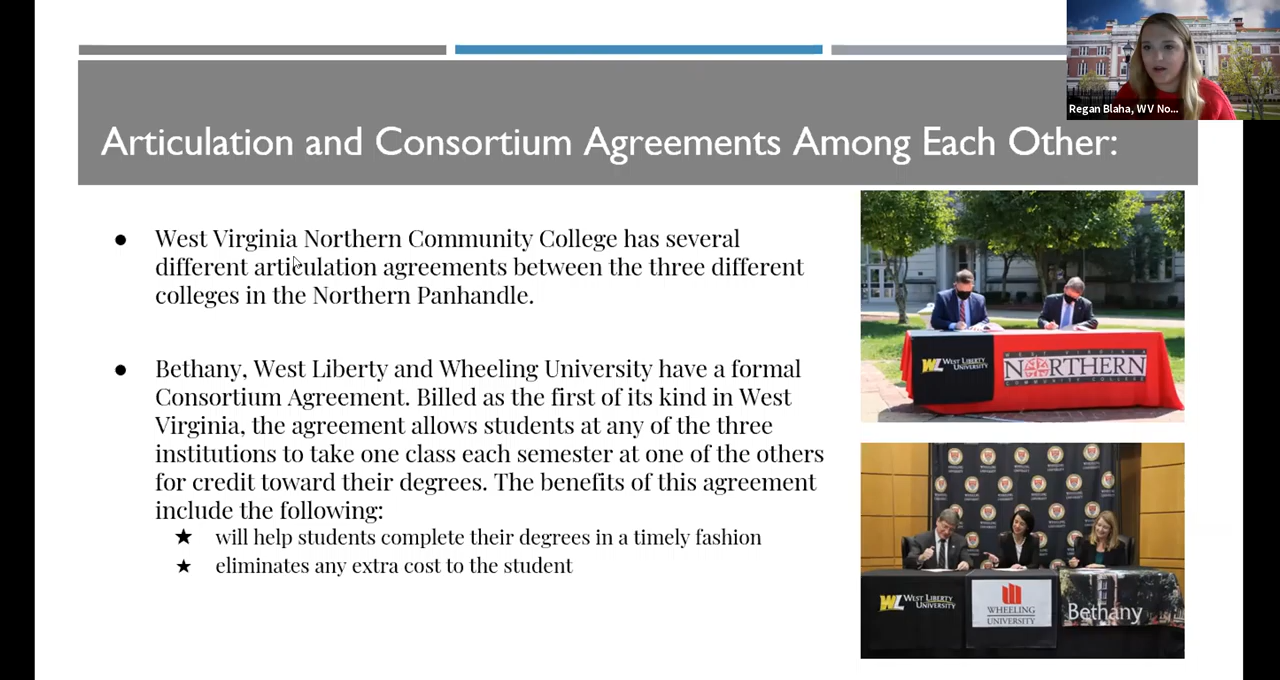 Regan Blaha, WV No...
Articulation and Consortium Agreements Among Each Other:
● West Virginia Northern Community College has several
different articulation agreements between the three different
colleges in the Northern Panhandle.
● Bethany, West Liberty and Wheeling University have a formal
Consortium Agreement. Billed as the first of its kind in West
Virginia, the agreement allows students at any of the three
institutions to take one class each semester at one of the others
for credit toward their degrees. The benefits of this agreement
include the following:
★ will help students complete their degrees in a timely fashion
★ eliminates any extra cost to the student
WL WEST LIBERTY
UNIVERSITY
WEST VIRGINIA
NORTHERN
COMMUNITY COLLEGE
WL WEST LIBERTY
UNIVERSITY
WHEELING
UNIVERSITY
Bethany